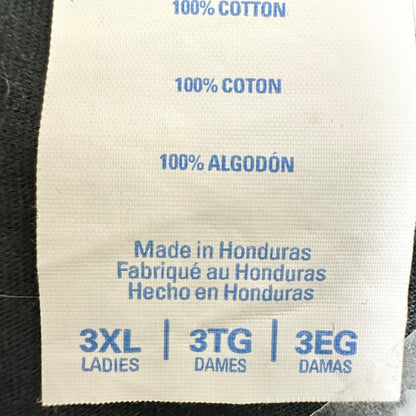 100% COTTON
100% COTON
100% ALGODÓN
Made in Honduras
Fabriqué au Honduras
Hecho en Honduras
3XL | 3TG | 3EG
LADIES DAMES DAMAS